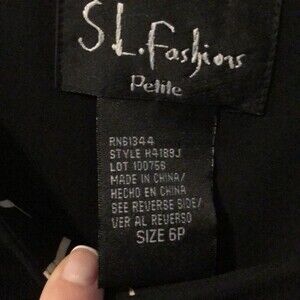 S.L.Fashions
Petite
RN61344
STYLE H4189J
LOT 100756
MADE IN CHINA/
HECHO EN CHINA
SEE REVERSE SIDE/
VER AL REVERSO
SIZE 6P